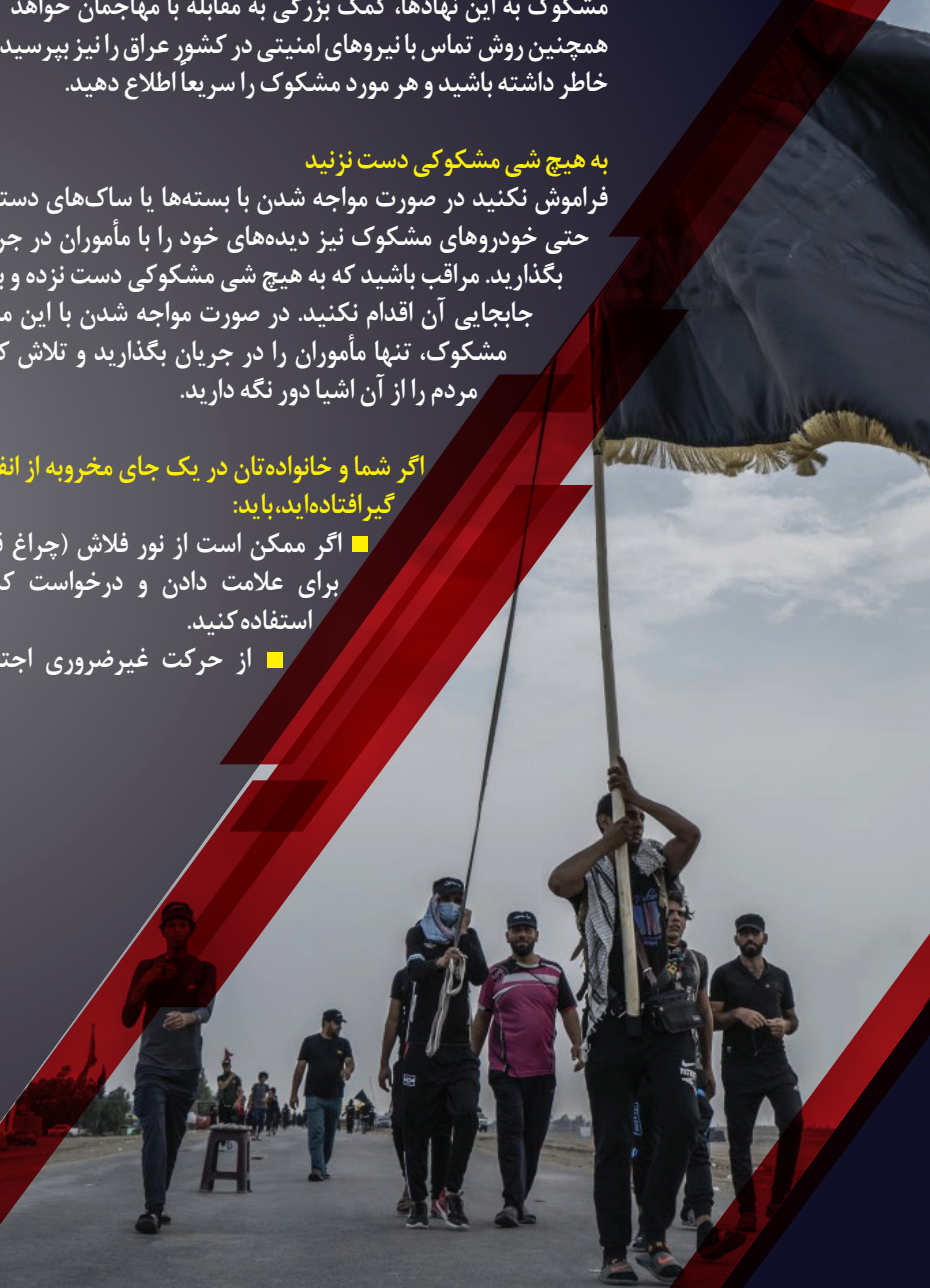 مشکوک به این نهادها، کمک بزرگی به مقابله با مهاجمان خواهد
همچنین روش تماس با نیروهای امنیتی در کشور عراق را نیز بپرسید
خاطر داشته باشید و هر مورد مشکوک را سریعاً اطلاع دهید.
به هیچ شی مشکوکی دست نزنید
فراموش نکنید در صورت مواجه شدن با بسته‌ها یا ساک‌های
حتی خودروهای مشکوک نیز دیده‌های خود را با مأموران در
بگذارید. مراقب باشید که به هیچ شی مشکوکی دست نزده و
جابجایی آن اقدام نکنید. در صورت مواجه شدن با این
مشکوک، تنها مأموران را در جریان بگذارید و تلاش
مردم را از آن اشیا دور نگه دارید.
اگر شما و خانواده‌تان در یک جای مخروبه از
گیرافتاده‌اید،باید:
اگر ممکن است از نور فلاش (چراغ
برای علامت دادن و درخواست
استفاده کنید.
از حرکت غیرضروری